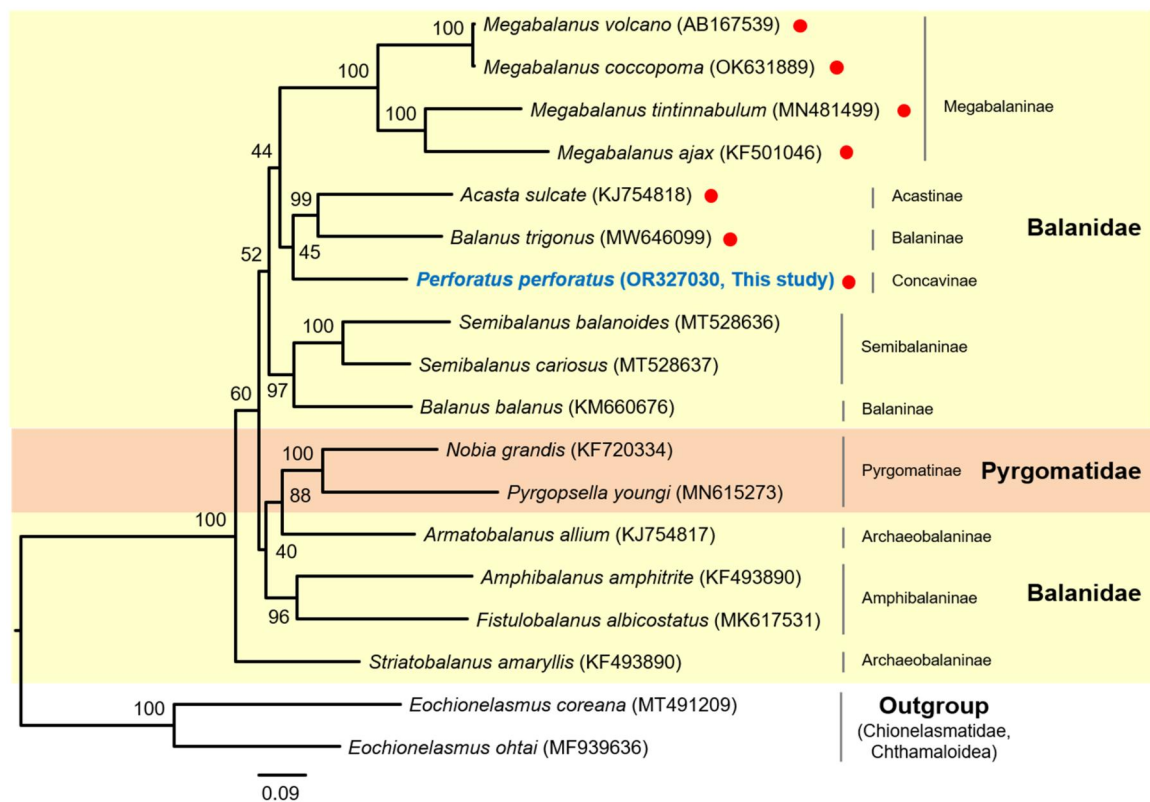 100 Megabalanus volcano (AB167539)
100 Megabalanus coccopoma (OK631889)
100 Megabalanus tintinnabulum (MN481499) Megabalaninae
44 Megabalanus ajax (KF501046)
99 Acasta sulcate (KJ754818) Acastinae
Balanidae
52 45 Balanus trigonus (MW646099) Balaninae
Perforatus perforatus (OR327030, This study) Concavinae
100 Semibalanus balanoides (MT528636)
Semibalaninae
Semibalanus cariosus (MT528637)
60 97 Balanus balanus (KM660676) Balaninae
100 Nobia grandis (KF720334)
Pyrgomatinae Pyrgomatidae
88 Pyrgopsella youngi (MN615273)
100 40 Armatobalanus allium (KJ754817) Archaeobalaninae
Amphibalanus amphitrite (KF493890)
Amphibalaninae Balanidae
96 Fistulobalanus albicostatus (MK617531)
Striatobalanus amaryllis (KF493890) Archaeobalaninae
100 Eochionelasmus coreana (MT491209) Outgroup
(Chionelasmatidae,
Eochionelasmus ohtai (MF939636) Chthamaloidea)
0.09